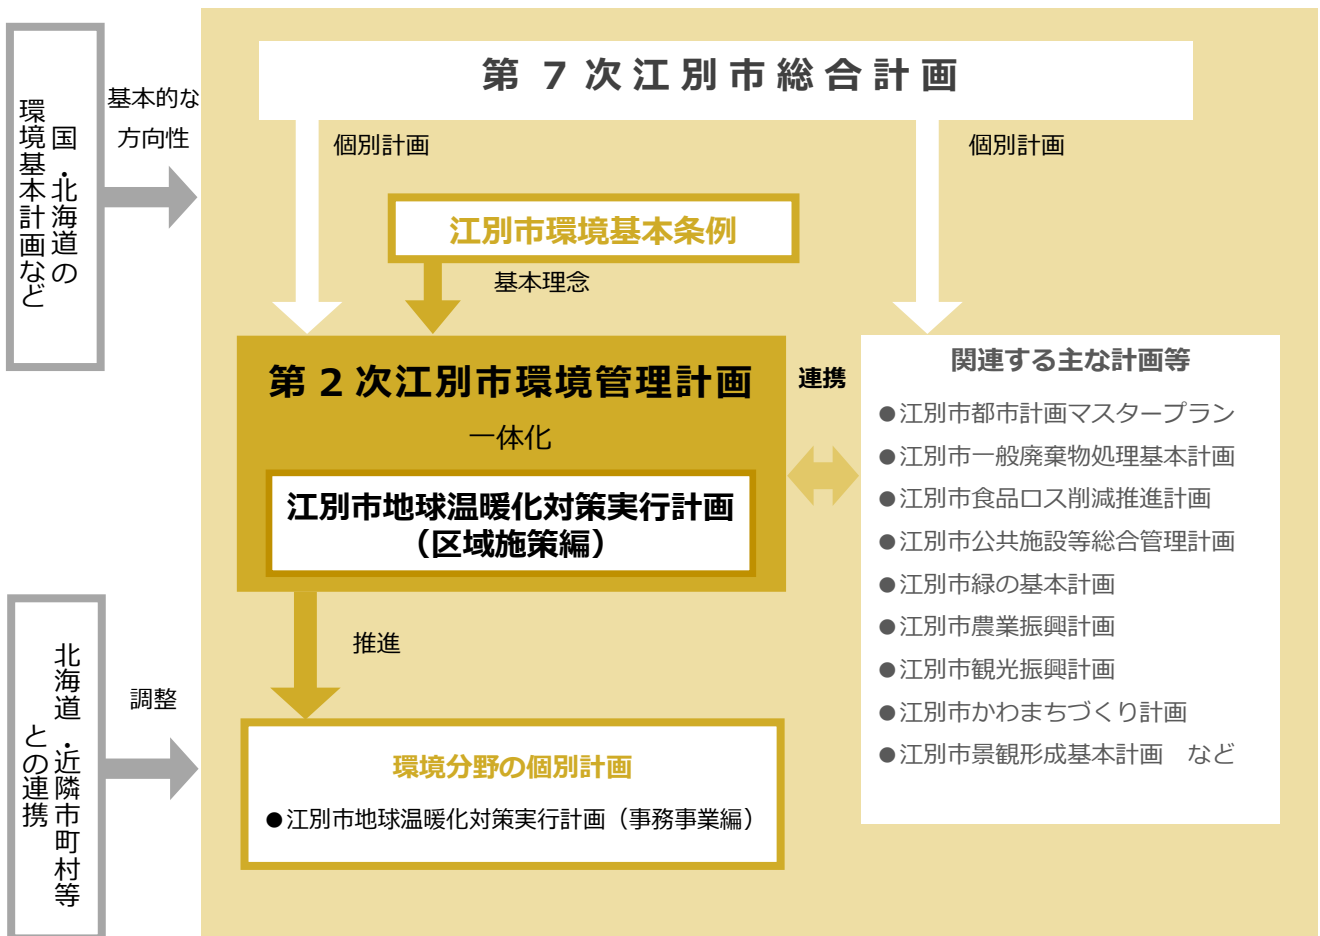 第7次江別市総合計画
国・北海道の
環境基本計画など
基本的な
方向性
個別計画
個別計画
江別市環境基本条例
基本理念
第2次江別市環境管理計画
一体化
江別市地球温暖化対策実行計画
（区域施策編）
連携
関連する主な計画等
●江別市都市計画マスタープラン
●江別市一般廃棄物処理基本計画
●江別市食品ロス削減推進計画
●江別市公共施設等総合管理計画
●江別市緑の基本計画
●江別市農業振興計画
●江別市観光振興計画
●江別市かわまちづくり計画
●江別市景観形成基本計画　など
推進
北海道・近隣市町村等
との連携
調整
環境分野の個別計画
●江別市地球温暖化対策実行計画（事務事業編）